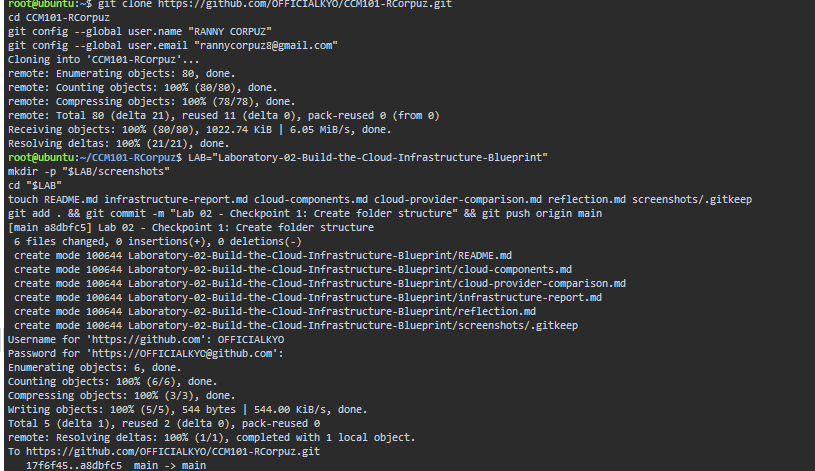 root@ubuntu:~$ git clone https://github.com/OFFICIALKYO/CCM101-RCorpuz.git
cd CCM101-RCorpuz
git config --global user.name "RANNY CORPUZ"
git config --global user.email "rannycorpuz8@gmail.com"
Cloning into 'CCM101-RCorpuz'...
remote: Enumerating objects: 80, done.
remote: Counting objects: 100% (80/80), done.
remote: Compressing objects: 100% (78/78), done.
remote: Total 80 (delta 21), reused 11 (delta 0), pack-reused 0 (from 0)
Receiving objects: 100% (80/80), 1022.74 KiB | 6.05 MiB/s, done.
Resolving deltas: 100% (21/21), done.
root@ubuntu:~/CCM101-RCorpuz$ LAB="Laboratory-02-Build-the-Cloud-Infrastructure-Blueprint"
mkdir -p "$LAB/screenshots"
cd "$LAB"
touch README.md infrastructure-report.md cloud-components.md cloud-provider-comparison.md reflection.md screenshots/.gitkeep
git add . && git commit -m "Lab 02 - Checkpoint 1: Create folder structure" && git push origin main
[main a8dbfc5] Lab 02 - Checkpoint 1: Create folder structure
 6 files changed, 0 insertions(+), 0 deletions(-)
 create mode 100644 Laboratory-02-Build-the-Cloud-Infrastructure-Blueprint/README.md
 create mode 100644 Laboratory-02-Build-the-Cloud-Infrastructure-Blueprint/cloud-components.md
 create mode 100644 Laboratory-02-Build-the-Cloud-Infrastructure-Blueprint/cloud-provider-comparison.md
 create mode 100644 Laboratory-02-Build-the-Cloud-Infrastructure-Blueprint/infrastructure-report.md
 create mode 100644 Laboratory-02-Build-the-Cloud-Infrastructure-Blueprint/reflection.md
 create mode 100644 Laboratory-02-Build-the-Cloud-Infrastructure-Blueprint/screenshots/.gitkeep
Username for 'https://github.com': OFFICIALKYO
Password for 'https://OFFICIALKYO@github.com':
Enumerating objects: 6, done.
Counting objects: 100% (6/6), done.
Compressing objects: 100% (3/3), done.
Writing objects: 100% (5/5), 544 bytes | 544.00 KiB/s, done.
Total 5 (delta 1), reused 2 (delta 0), pack-reused 0
remote: Resolving deltas: 100% (1/1), completed with 1 local object.
To https://github.com/OFFICIALKYO/CCM101-RCorpuz.git
   17f6f45..a8dbfc5  main -> main